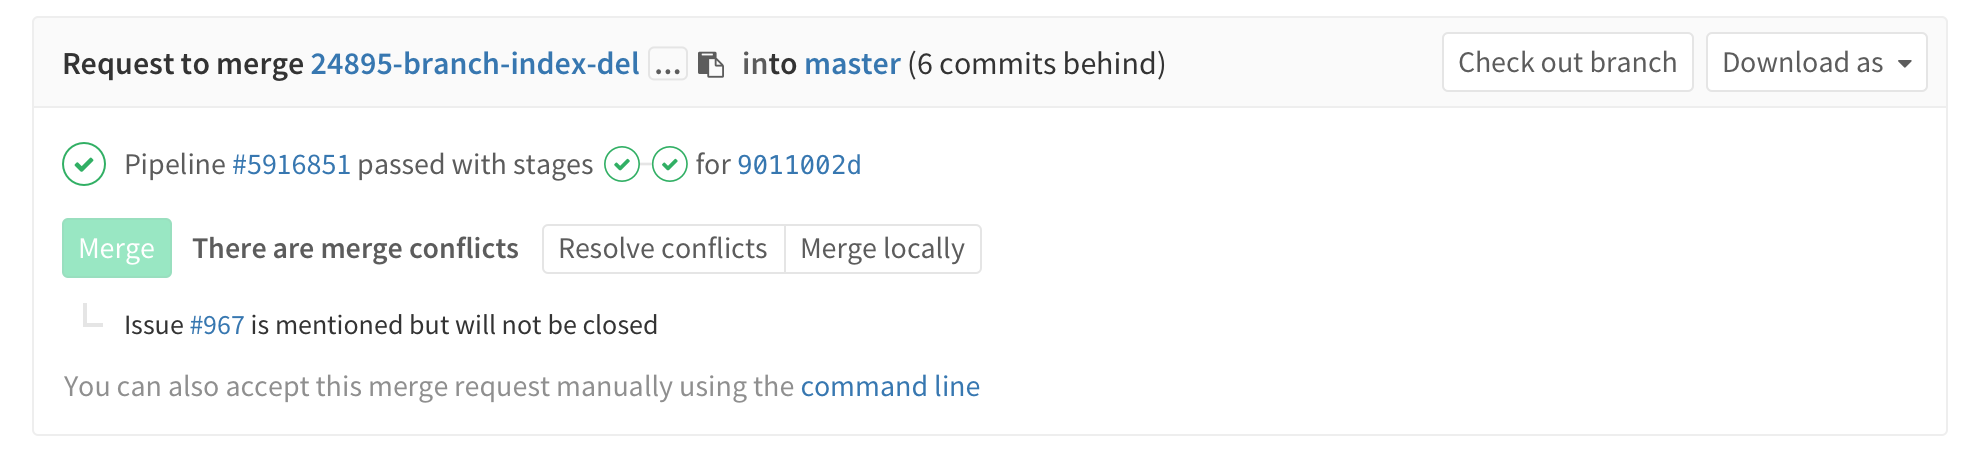 Request to merge 24895-branch-index-del ... into master (6 commits behind) Check out branch Download as
Pipeline #5916851 passed with stages for 9011002d
Merge There are merge conflicts Resolve conflicts Merge locally
Issue #967 is mentioned but will not be closed
You can also accept this merge request manually using the command line